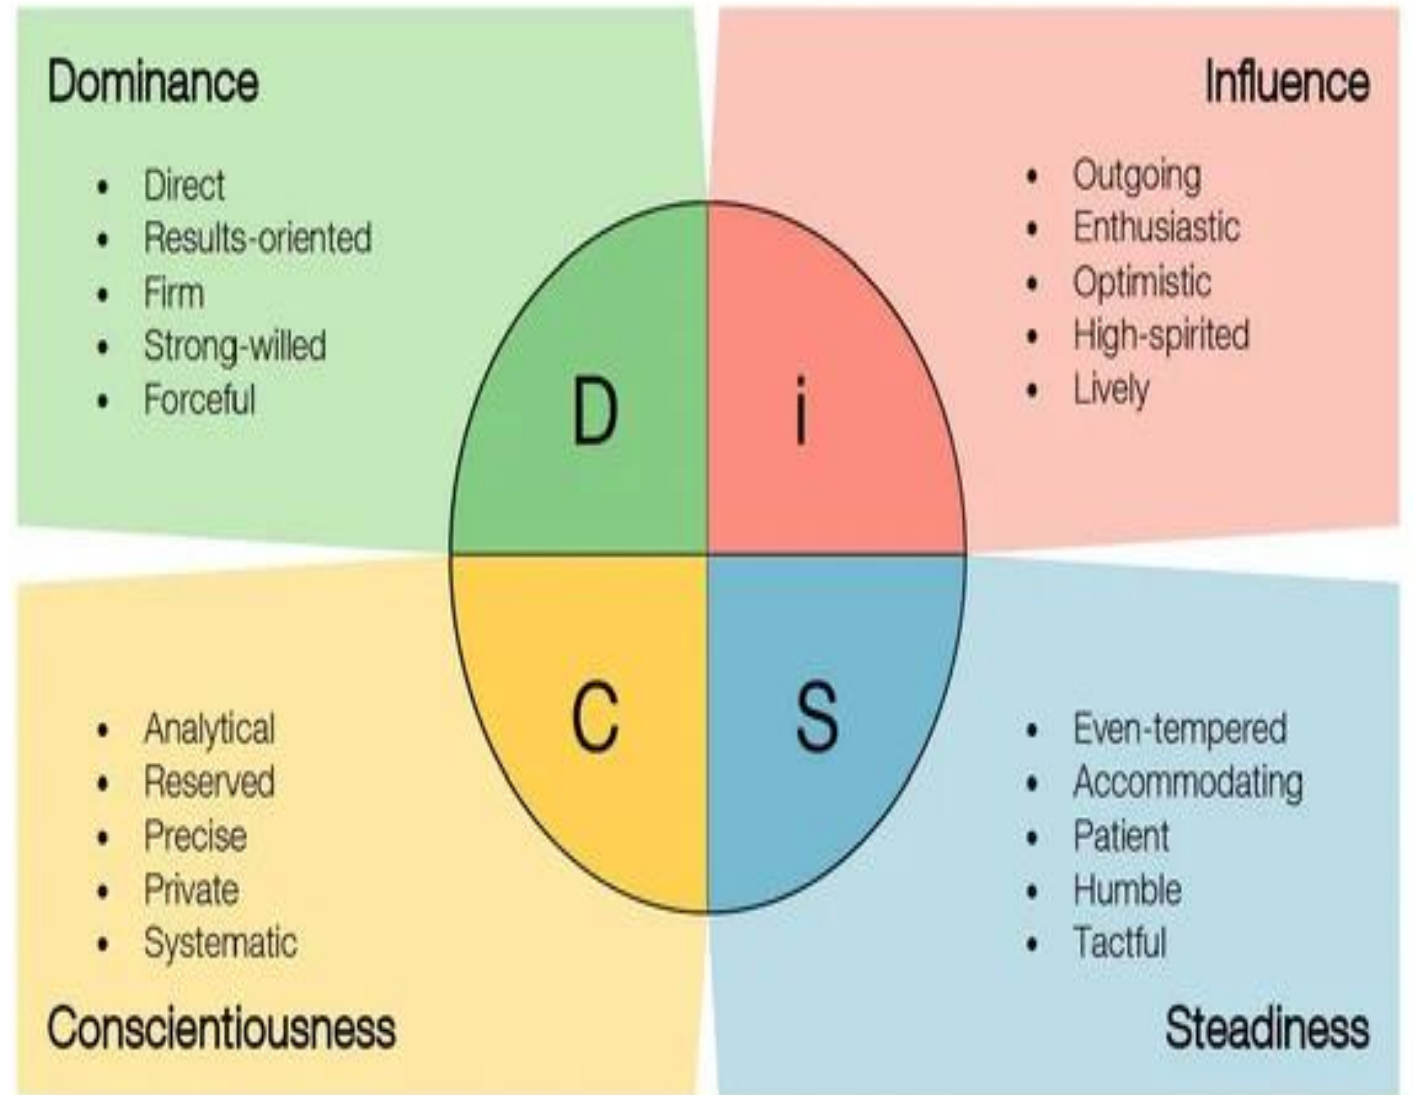 Dominance
• Direct
• Results-oriented
• Firm
• Strong-willed
• Forceful
Influence
• Outgoing
• Enthusiastic
• Optimistic
• High-spirited
• Lively
D
i
C
S
• Analytical
• Reserved
• Precise
• Private
• Systematic
Conscientiousness
• Even-tempered
• Accommodating
• Patient
• Humble
• Tactful
Steadiness